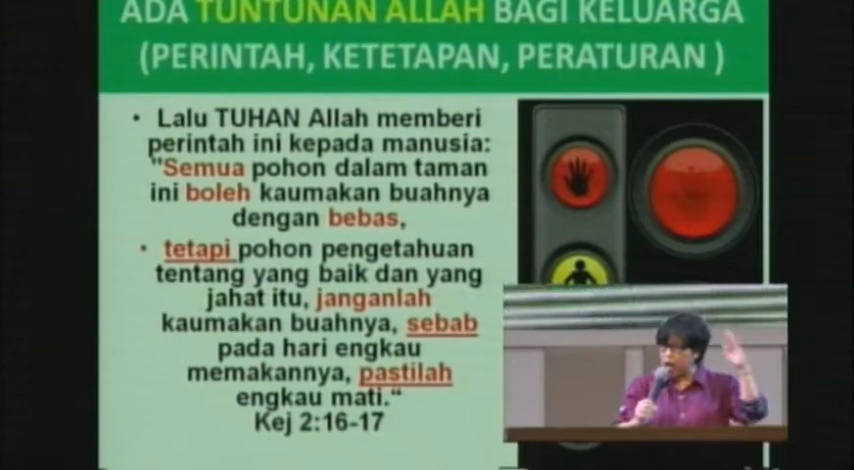 ADA TUNTUNAN ALLAH BAGI KELUARGA
(PERINTAH, KETETAPAN, PERATURAN )
• Lalu TUHAN Allah memberi
perintah ini kepada manusia:
"Semua pohon dalam taman
ini boleh kaumakan buahnya
dengan bebas,
• tetapi pohon pengetahuan
tentang yang baik dan yang
jahat itu, janganlah
kaumakan buahnya, sebab
pada hari engkau
memakannya, pastilah
engkau mati."
Kej 2:16-17